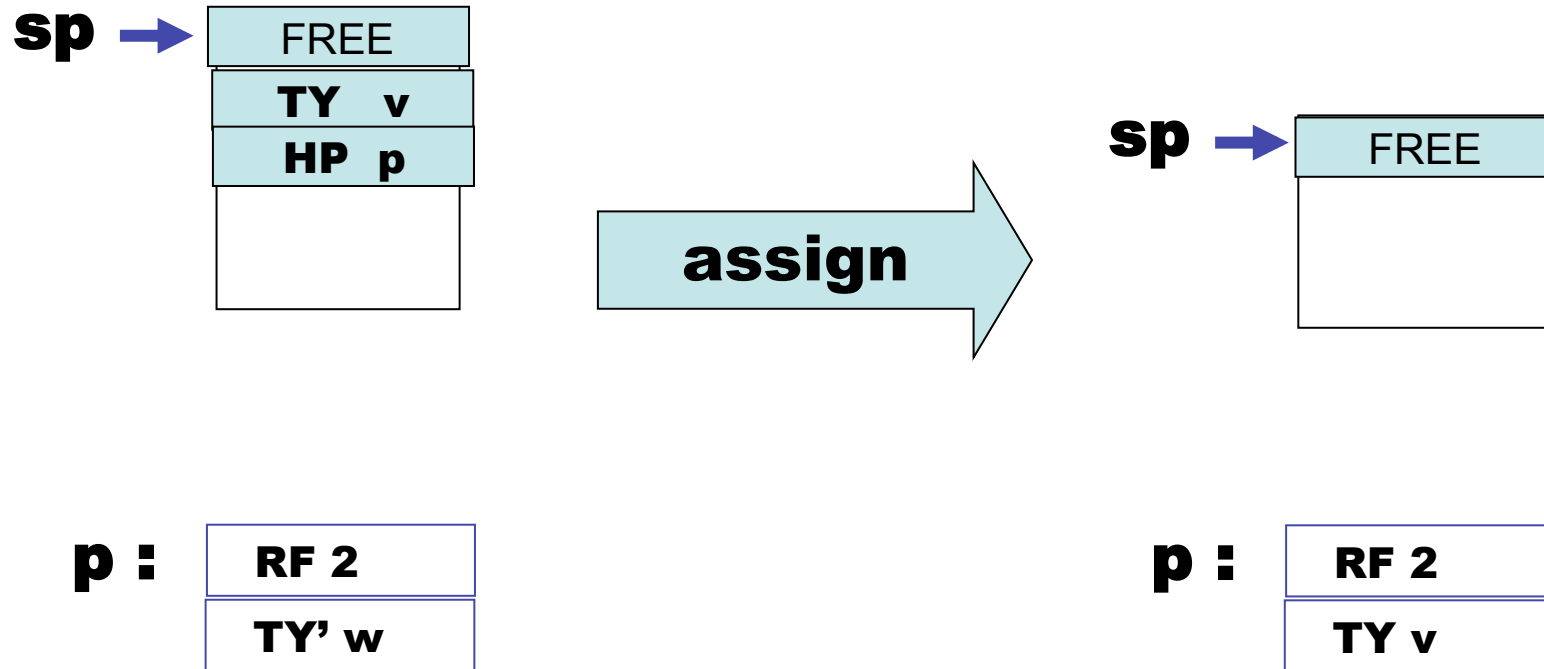 sp FREE
TY v
HP p
assign
sp FREE
p : RF 2
TY’ w
p : RF 2
TY v